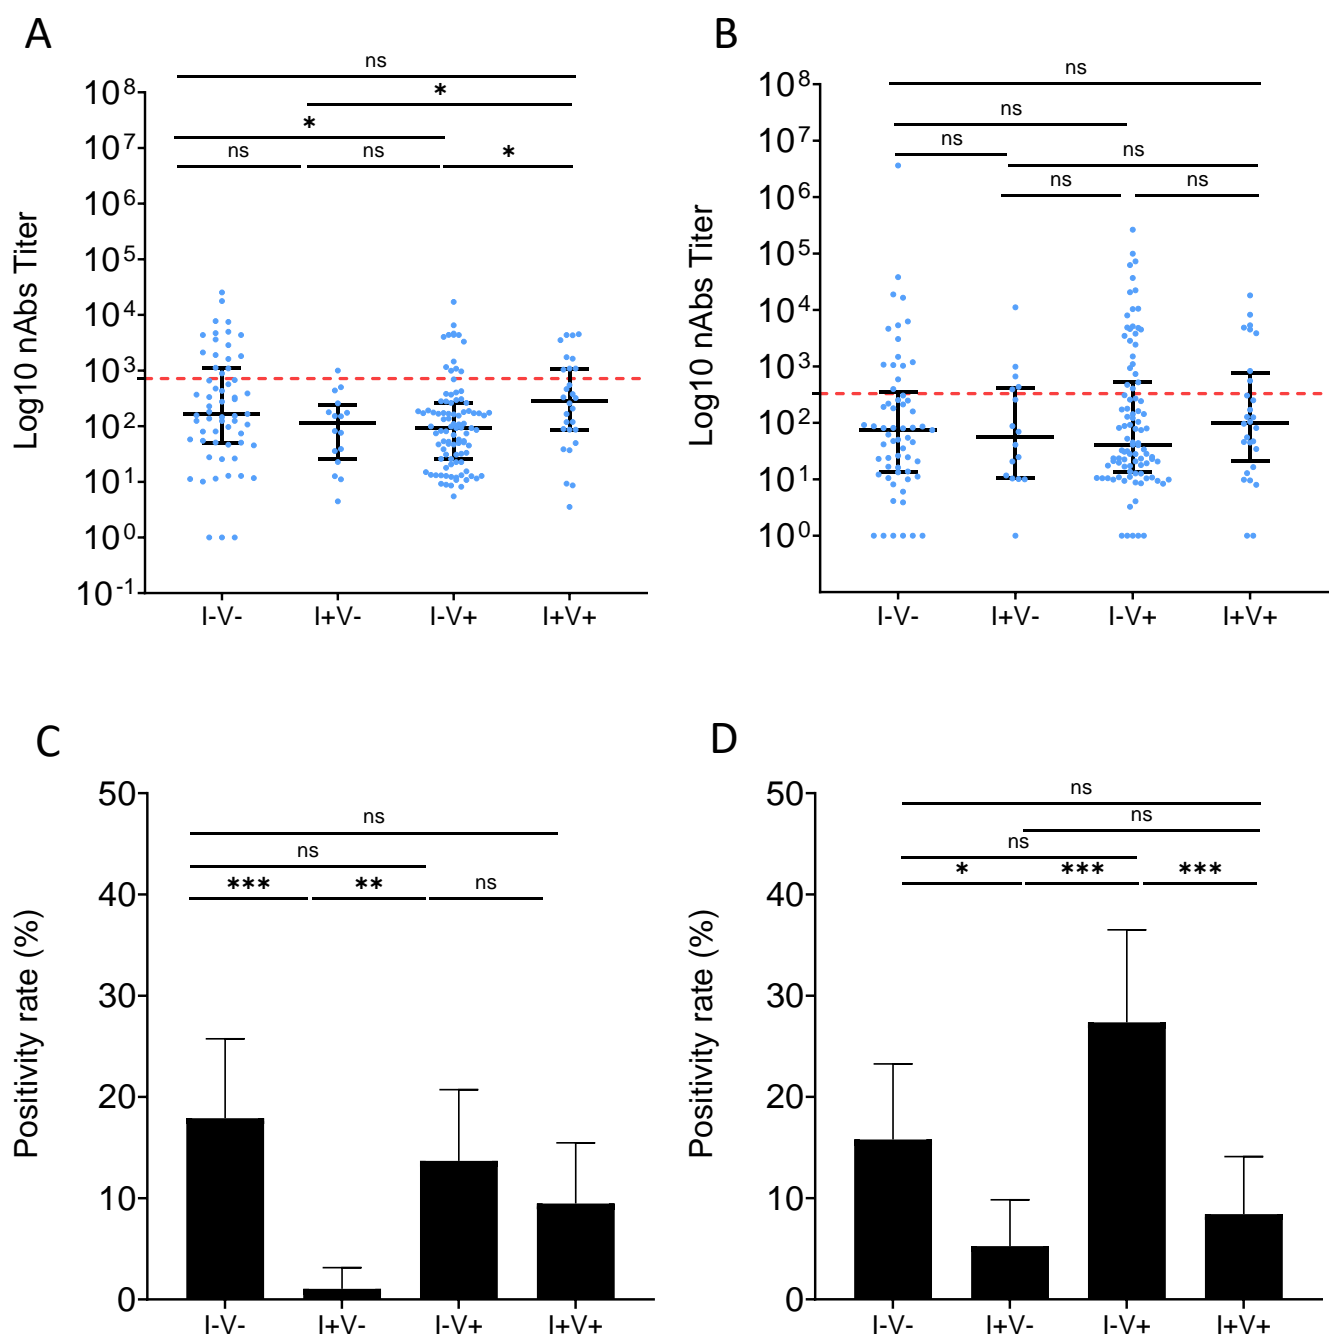 A
ns
*
*
ns
ns
*
10⁸
10⁷
10⁶
10⁵
10⁴
10³
10²
10¹
10⁰
10⁻¹
Log10 nAbs Titer
I-V-
I+V-
I-V+
I+V+
B
ns
ns
ns
ns
ns
ns
10⁸
10⁷
10⁶
10⁵
10⁴
10³
10²
10¹
10⁰
Log10 nAbs Titer
I-V-
I+V-
I-V+
I+V+
C
ns
ns
***
**
ns
50
40
30
20
10
0
Positivity rate (%)
I-V-
I+V-
I-V+
I+V+
D
ns
ns
ns
*
***
***
50
40
30
20
10
0
Positivity rate (%)
I-V-
I+V-
I-V+
I+V+